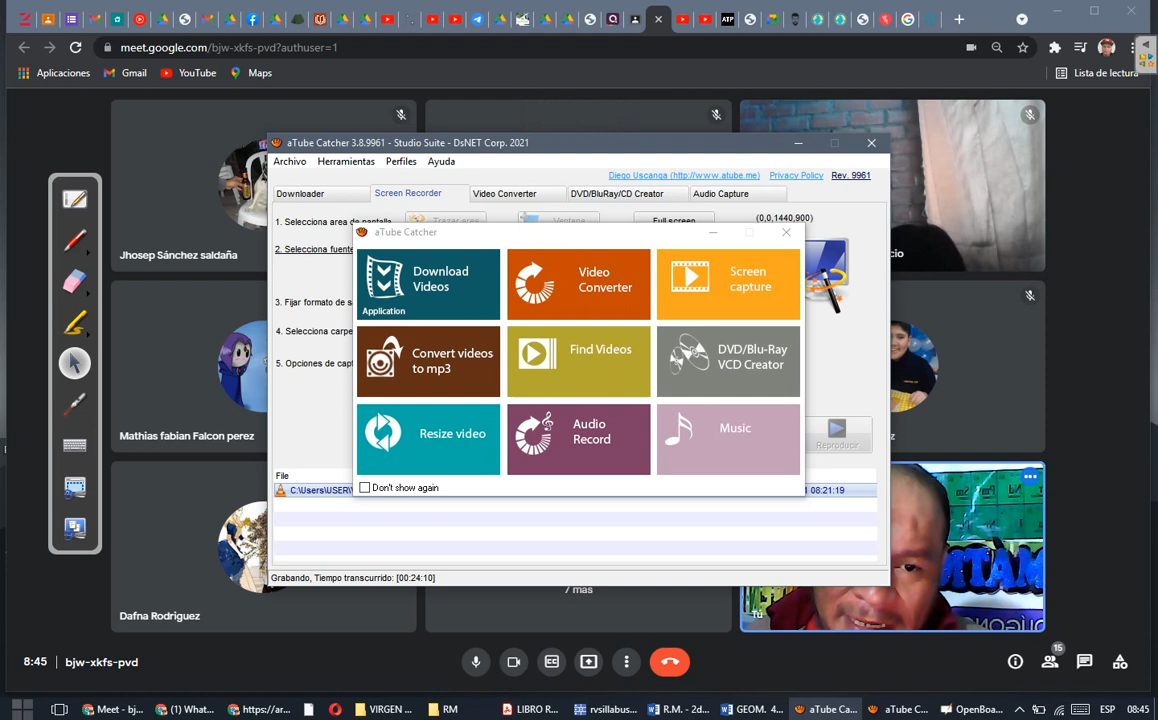 ATP
meet.google.com/bjw-xkfs-pvd?authuser=1
Aplicaciones
Gmail
YouTube
Maps
Lista de lectura
aTube Catcher 3.8.9961 - Studio Suite - DsNET Corp. 2021
Archivo Herramientas Perfiles Ayuda
Diego Uscanga (http://www.atube.me) Privacy Policy Rev. 9961
Downloader Screen Recorder Video Converter DVD/BluRay/CD Creator Audio Capture
1. Selecciona area de pantalla Trazar area Ventana Full screen (0,0,1440,900)
aTube Catcher
2. Selecciona fuente
Jhosep Sánchez saldaña
cio
Download
Videos
Application
Video
Converter
Screen
capture
3. Fijar formato de s
4. Selecciona carpe
5. Opciones de capt
Convert videos
to mp3
Find Videos
DVD/Blu-Ray
VCD Creator
Resize video
Audio
Record
Music
Reproducir
Mathias fabian Falcon perez
z
File
Don't show again
C:\Users\USER\
08:21:19
Grabando, Tiempo transcurrido: [00:24:10]
7 más
Dafna Rodriguez
Tú
8:45 bjw-xkfs-pvd
15
Meet - bj...
(1) What...
https://ar...
VIRGEN ...
RM
LIBRO R...
rvsillabus...
R.M. - 2d...
GEOM. 4...
aTube Ca...
aTube C...
OpenBoa...
ESP
08:45